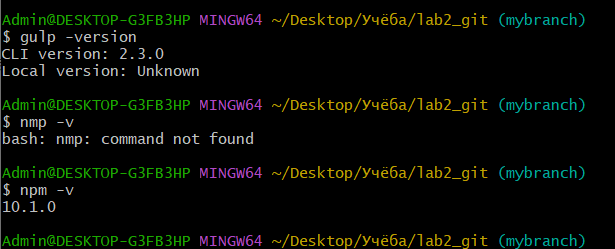 Admin@DESKTOP-G3FB3HP MINGW64 ~/Desktop/Учёба/lab2_git (mybranch)
$ gulp -version
CLI version: 2.3.0
Local version: Unknown
Admin@DESKTOP-G3FB3HP MINGW64 ~/Desktop/Учёба/lab2_git (mybranch)
$ nmp -v
bash: nmp: command not found
Admin@DESKTOP-G3FB3HP MINGW64 ~/Desktop/Учёба/lab2_git (mybranch)
$ npm -v
10.1.0
Admin@DESKTOP-G3FB3HP MINGW64 ~/Desktop/Учёба/lab2_git (mybranch)